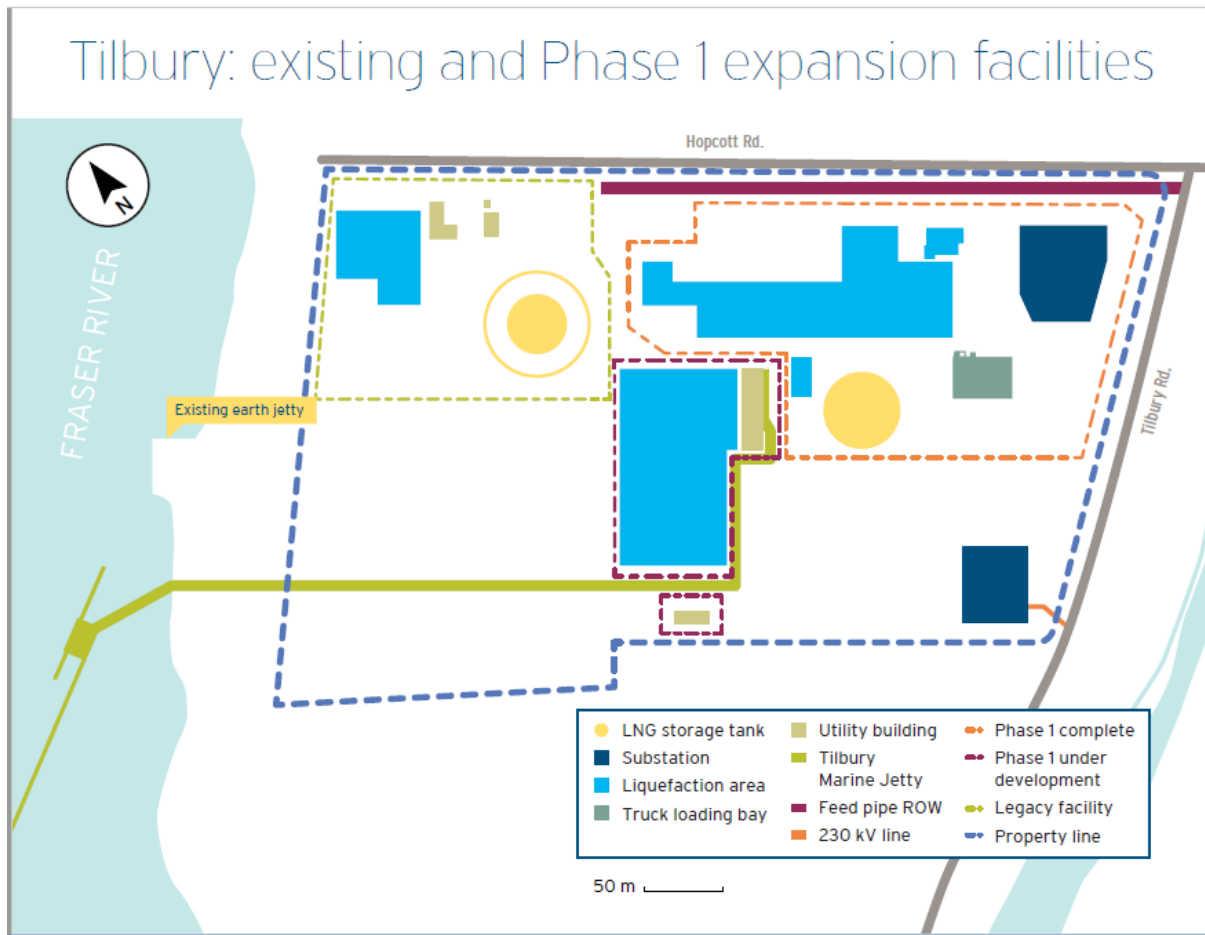 Tilbury: existing and Phase 1 expansion facilities
Hopcott Rd.
N
FRASER RIVER
Existing earth jetty
Tilbury Rd.
LNG storage tank
Substation
Liquefaction area
Truck loading bay
Utility building
Tilbury
Marine Jetty
Feed pipe ROW
230 kV line
Phase 1 complete
Phase 1 under
development
Legacy facility
Property line
50 m